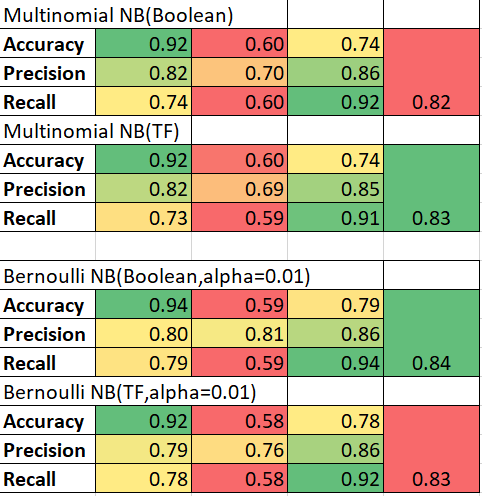 Multinomial NB(Boolean)
Accuracy 0.92 0.60 0.74
Precision 0.82 0.70 0.86
Recall 0.74 0.60 0.92 0.82
Multinomial NB(TF)
Accuracy 0.92 0.60 0.74
Precision 0.82 0.69 0.85
Recall 0.73 0.59 0.91 0.83
Bernoulli NB(Boolean,alpha=0.01)
Accuracy 0.94 0.59 0.79
Precision 0.80 0.81 0.86
Recall 0.79 0.59 0.94 0.84
Bernoulli NB(TF,alpha=0.01)
Accuracy 0.92 0.58 0.78
Precision 0.79 0.76 0.86
Recall 0.78 0.58 0.92 0.83